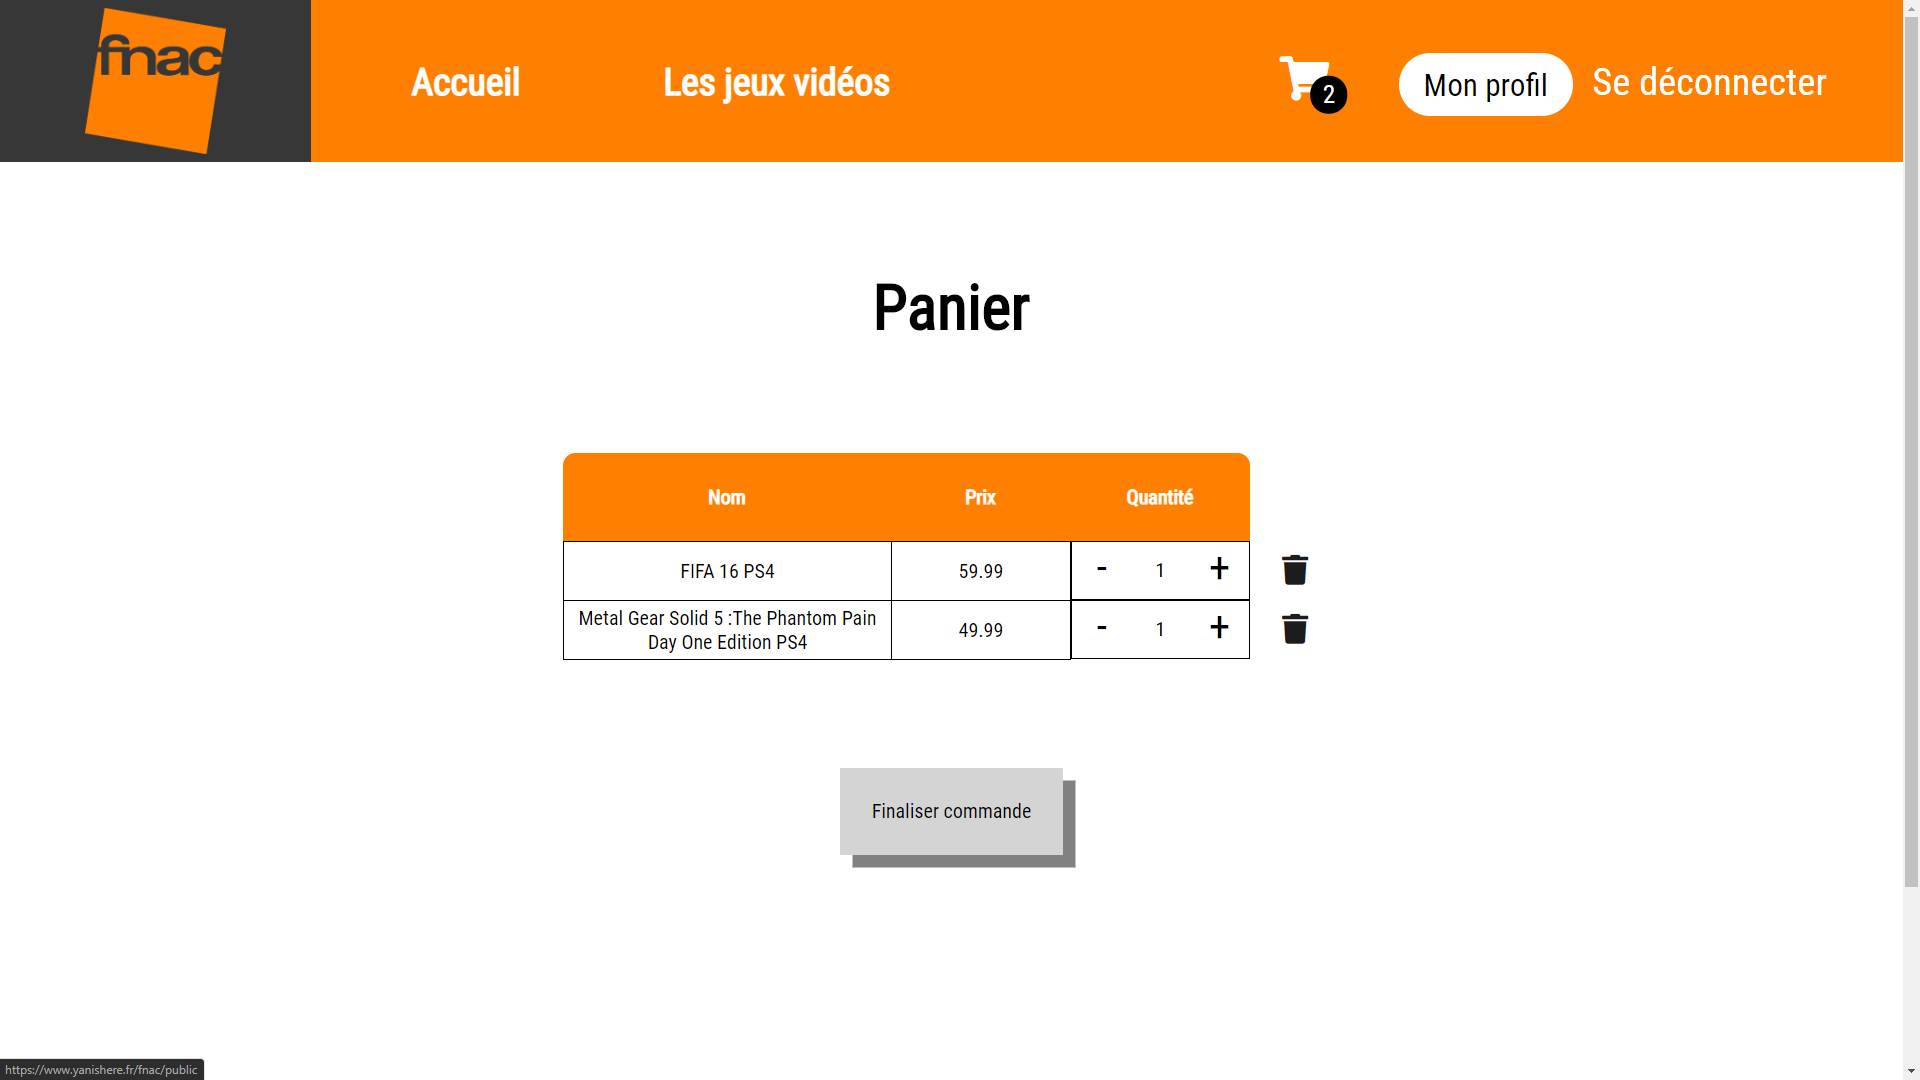 fnac
Accueil
Les jeux vidéos
2
Mon profil
Se déconnecter
Panier
Nom
Prix
Quantité
FIFA 16 PS4
59.99
-
1
+
Metal Gear Solid 5 :The Phantom Pain
Day One Edition PS4
49.99
-
1
+
Finaliser commande
https://www.yanishere.fr/fnac/public